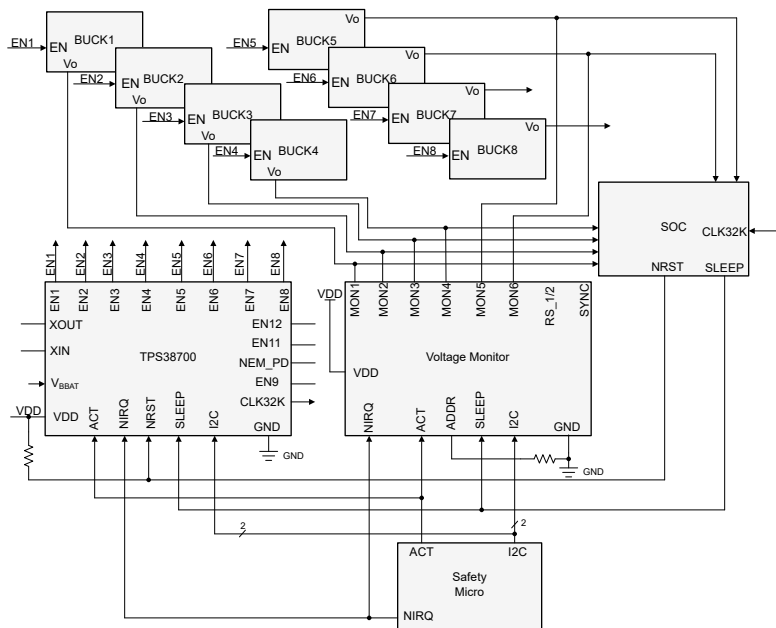 EN1
EN
BUCK1
Vo
EN2
EN
BUCK2
Vo
EN3
EN
BUCK3
Vo
EN4
EN
BUCK4
Vo
EN5
EN
BUCK5
Vo
EN6
EN
BUCK6
Vo
EN7
EN
BUCK7
Vo
EN8
EN
BUCK8
Vo
SOC
CLK32K
NRST
SLEEP
EN1
EN2
EN3
EN4
EN5
EN6
EN7
EN8
EN1
EN2
EN3
EN4
EN5
EN6
EN7
EN8
XOUT
XIN
VBBAT
VDD
VDD
TPS38700
EN12
EN11
NEM_PD
EN9
CLK32K
GND
GND
ACT
NIRQ
NRST
SLEEP
I2C
VDD
MON1
MON2
MON3
MON4
MON5
MON6
RS_1/2
SYNC
Voltage Monitor
VDD
NIRQ
ACT
ADDR
SLEEP
I2C
GND
GND
2
2
ACT
I2C
Safety
Micro
NIRQ